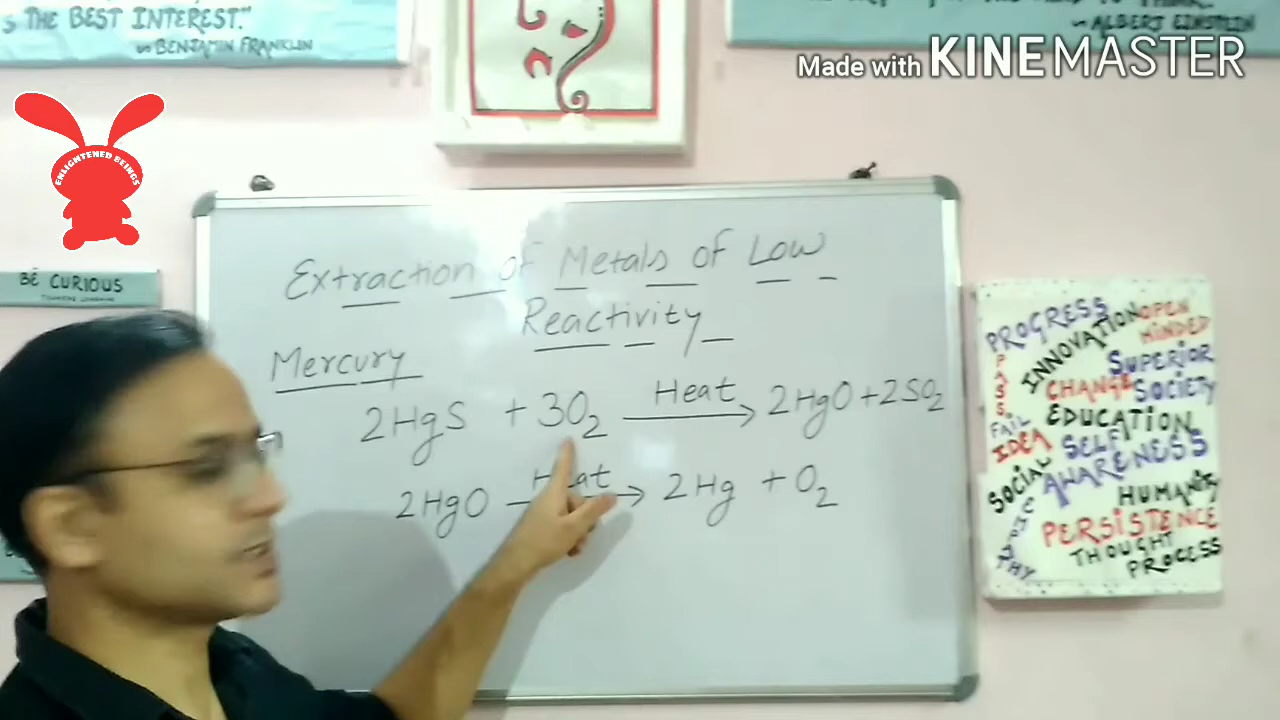 S THE BEST INTEREST."
BENJAMIN FRANKLIN
ALBERT EINSTEIN
Made with KINEMASTER
ENLIGHTENED BEINGS
BE CURIOUS
Extraction of Metals of Low
Reactivity
Mercury
2HgS + 3O₂ Heat → 2HgO + 2SO₂
2HgO Heat → 2Hg + O₂
PROGRESS
INNOVATION
OPEN
MINDED
PASS
FAIL
SUPERIOR
CHANGE
SOCIETY
EDUCATION
IDEA
SELF
AWARENESS
SOCIAL
HUMANITY
PERSISTENCE
THOUGHT
PROCESS